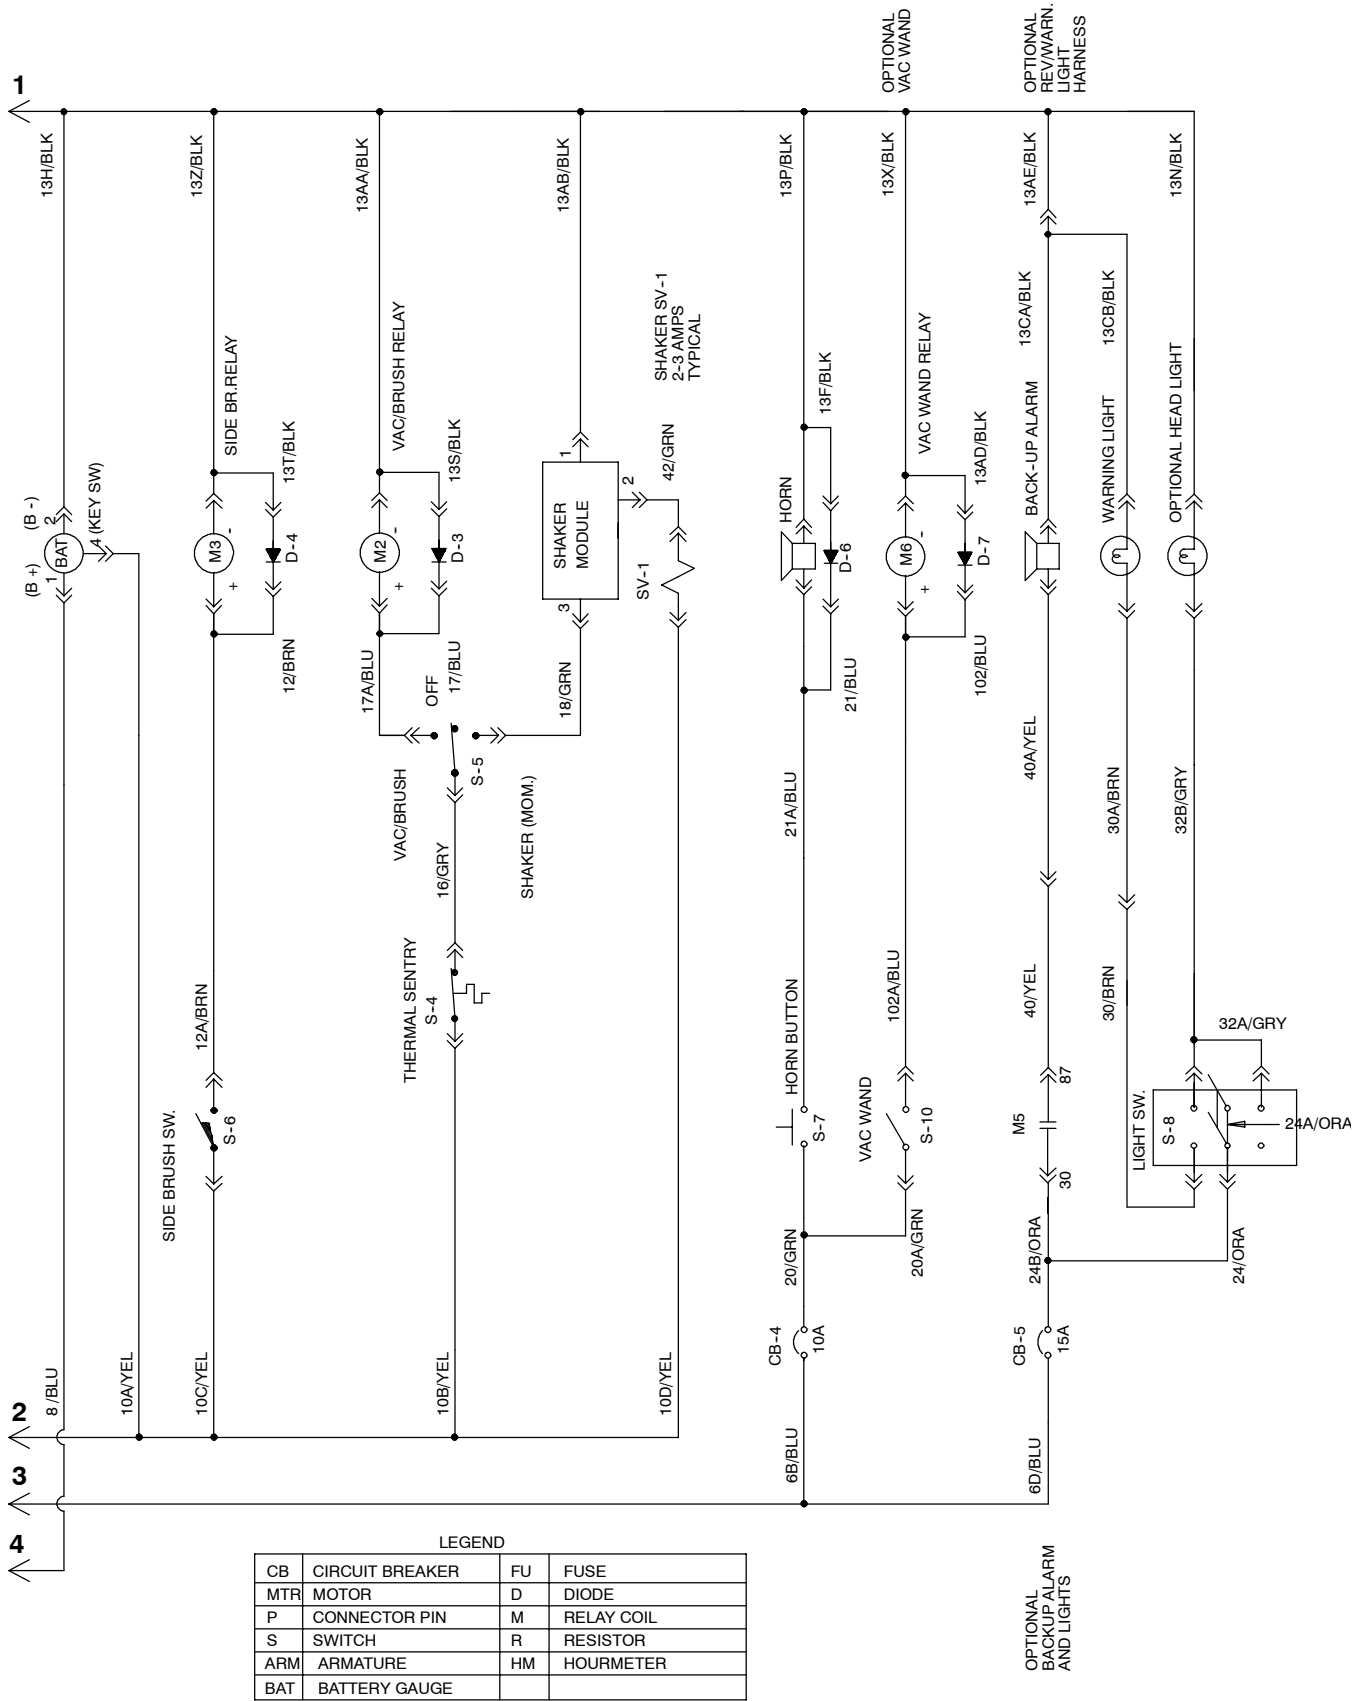 OPTIONAL
VAC WAND
OPTIONAL
REV/WARN.
LIGHT
HARNESS
1
13H/BLK
13Z/BLK
13AA/BLK
13AB/BLK
13P/BLK
13X/BLK
13AE/BLK
13N/BLK
SIDE BR.RELAY
VAC/BRUSH RELAY
SHAKER SV-1
2-3 AMPS
TYPICAL
13F/BLK
VAC WAND RELAY
13CA/BLK
13CB/BLK
(B -)
2
BAT
(B +)
1
4 (KEY SW)
M3
-
+
13T/BLK
D-4
12/BRN
M2
-
+
13S/BLK
D-3
17/BLU
17A/BLU
OFF
1
SHAKER
MODULE
2
3
42/GRN
SV-1
18/GRN
HORN
D-6
21/BLU
M6
-
+
13AD/BLK
D-7
102/BLU
BACK-UP ALARM
WARNING LIGHT
OPTIONAL HEAD LIGHT
VAC/BRUSH
S-5
SHAKER (MOM.)
16/GRY
21A/BLU
40A/YEL
30A/BRN
32B/GRY
12A/BRN
THERMAL SENTRY
S-4
HORN BUTTON
102A/BLU
40/YEL
30/BRN
32A/GRY
SIDE BRUSH SW.
S-6
S-7
VAC WAND
S-10
87
M5
30
LIGHT SW.
S-8
24A/ORA
20/GRN
20A/GRN
24B/ORA
24/ORA
CB-4
10A
CB-5
15A
8 /BLU
10A/YEL
10C/YEL
10B/YEL
10D/YEL
2
6B/BLU
6D/BLU
3
4
LEGEND
CB CIRCUIT BREAKER FU FUSE
MTR MOTOR D DIODE
P CONNECTOR PIN M RELAY COIL
S SWITCH R RESISTOR
ARM ARMATURE HM HOURMETER
BAT BATTERY GAUGE
OPTIONAL
BACKUP ALARM
AND LIGHTS